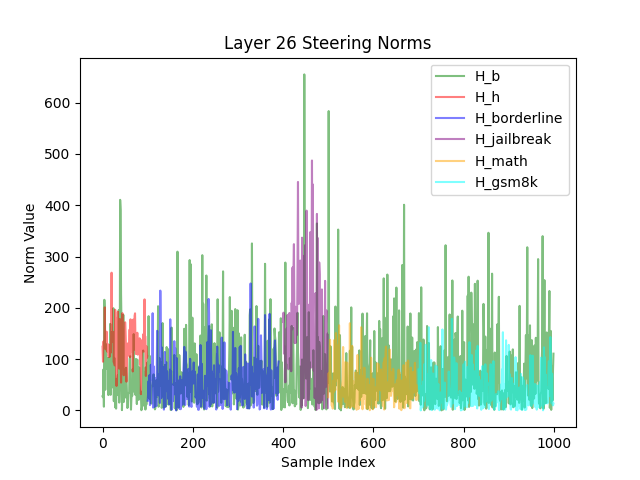 Layer 26 Steering Norms
H_b
H_h
H_borderline
H_jailbreak
H_math
H_gsm8k
Norm Value
600
500
400
300
200
100
0
0 200 400 600 800 1000
Sample Index